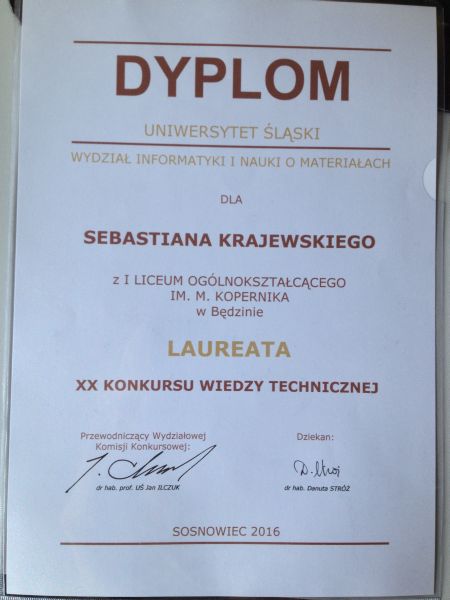 DYPLOM
UNIWERSYTET ŚLĄSKI
WYDZIAŁ INFORMATYKI I NAUKI O MATERIAŁACH
DLA
SEBASTIANA KRAJEWSKIEGO
z I LICEUM OGÓLNOKSZTAŁCĄCEGO
IM. M. KOPERNIKA
w Będzinie
LAUREATA
XX KONKURSU WIEDZY TECHNICZNEJ
Przewodniczący Wydziałowej
Komisji Konkursowej:
Dziekan:
D. Stróż
dr hab. prof. UŚ Jan ILCZUK
dr hab. Danuta STRÓŻ
SOSNOWIEC 2016